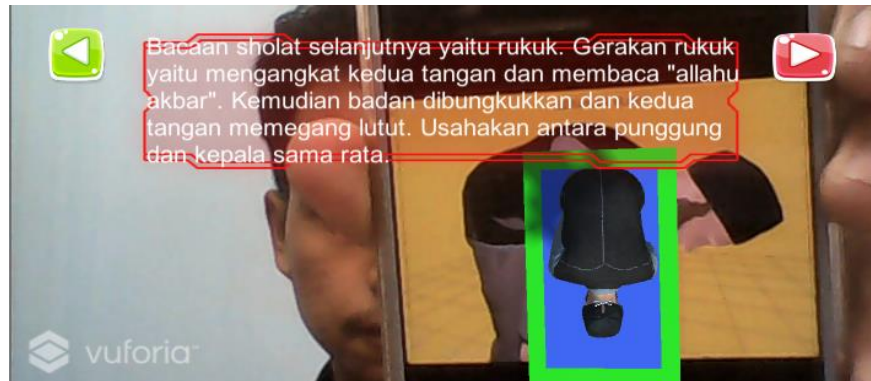 Bacaan sholat selanjutnya yaitu rukuk. Gerakan rukuk
yaitu mengangkat kedua tangan dan membaca "allahu
akbar". Kemudian badan dibungkukkan dan kedua
tangan memegang lutut. Usahakan antara punggung
dan kepala sama rata.
vuforia™